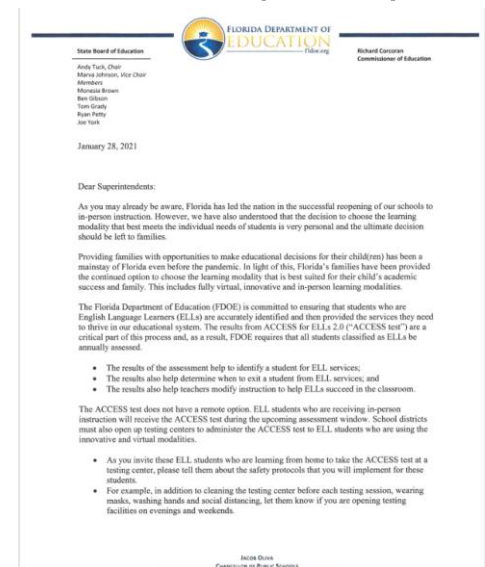 FLORIDA DEPARTMENT OF
EDUCATION
fldoe.org
State Board of Education
Andy Tuck, Chair
Marva Johnson, Vice Chair
Members
Monesia Brown
Ben Gibson
Tom Grady
Ryan Petty
Joe York
Richard Corcoran
Commissioner of Education
January 28, 2021
Dear Superintendents:
As you may already be aware, Florida has led the nation in the successful reopening of our schools to
in-person instruction. However, we have also understood that the decision to choose the learning
modality that best meets the individual needs of students is very personal and the ultimate decision
should be left to families.
Providing families with opportunities to make educational decisions for their child(ren) has been a
mainstay of Florida even before the pandemic. In light of this, Florida's families have been provided
the continued option to choose the learning modality that is best suited for their child's academic
success and family. This includes fully virtual, innovative and in-person learning modalities.
The Florida Department of Education (FDOE) is committed to ensuring that students who are
English Language Learners (ELLs) are accurately identified and then provided the services they need
to thrive in our educational system. The results from ACCESS for ELLs 2.0 ("ACCESS test") are a
critical part of this process and, as a result, FDOE requires that all students classified as ELLs be
annually assessed.
• The results of the assessment help to identify a student for ELL services;
• The results also help determine when to exit a student from ELL services; and
• The results also help teachers modify instruction to help ELLs succeed in the classroom.
The ACCESS test does not have a remote option. ELL students who are receiving in-person
instruction will receive the ACCESS test during the upcoming assessment window. School districts
must also open up testing centers to administer the ACCESS test to ELL students who are using the
innovative and virtual modalities.
• As you invite these ELL students who are learning from home to take the ACCESS test at a
testing center, please tell them about the safety protocols that you will implement for these
students.
• For example, in addition to cleaning the testing center before each testing session, wearing
masks, washing hands and social distancing, let them know if you are opening testing
facilities on evenings and weekends.
JACOB OLIVA
CHANCELLOR OF PUBLIC SCHOOLS